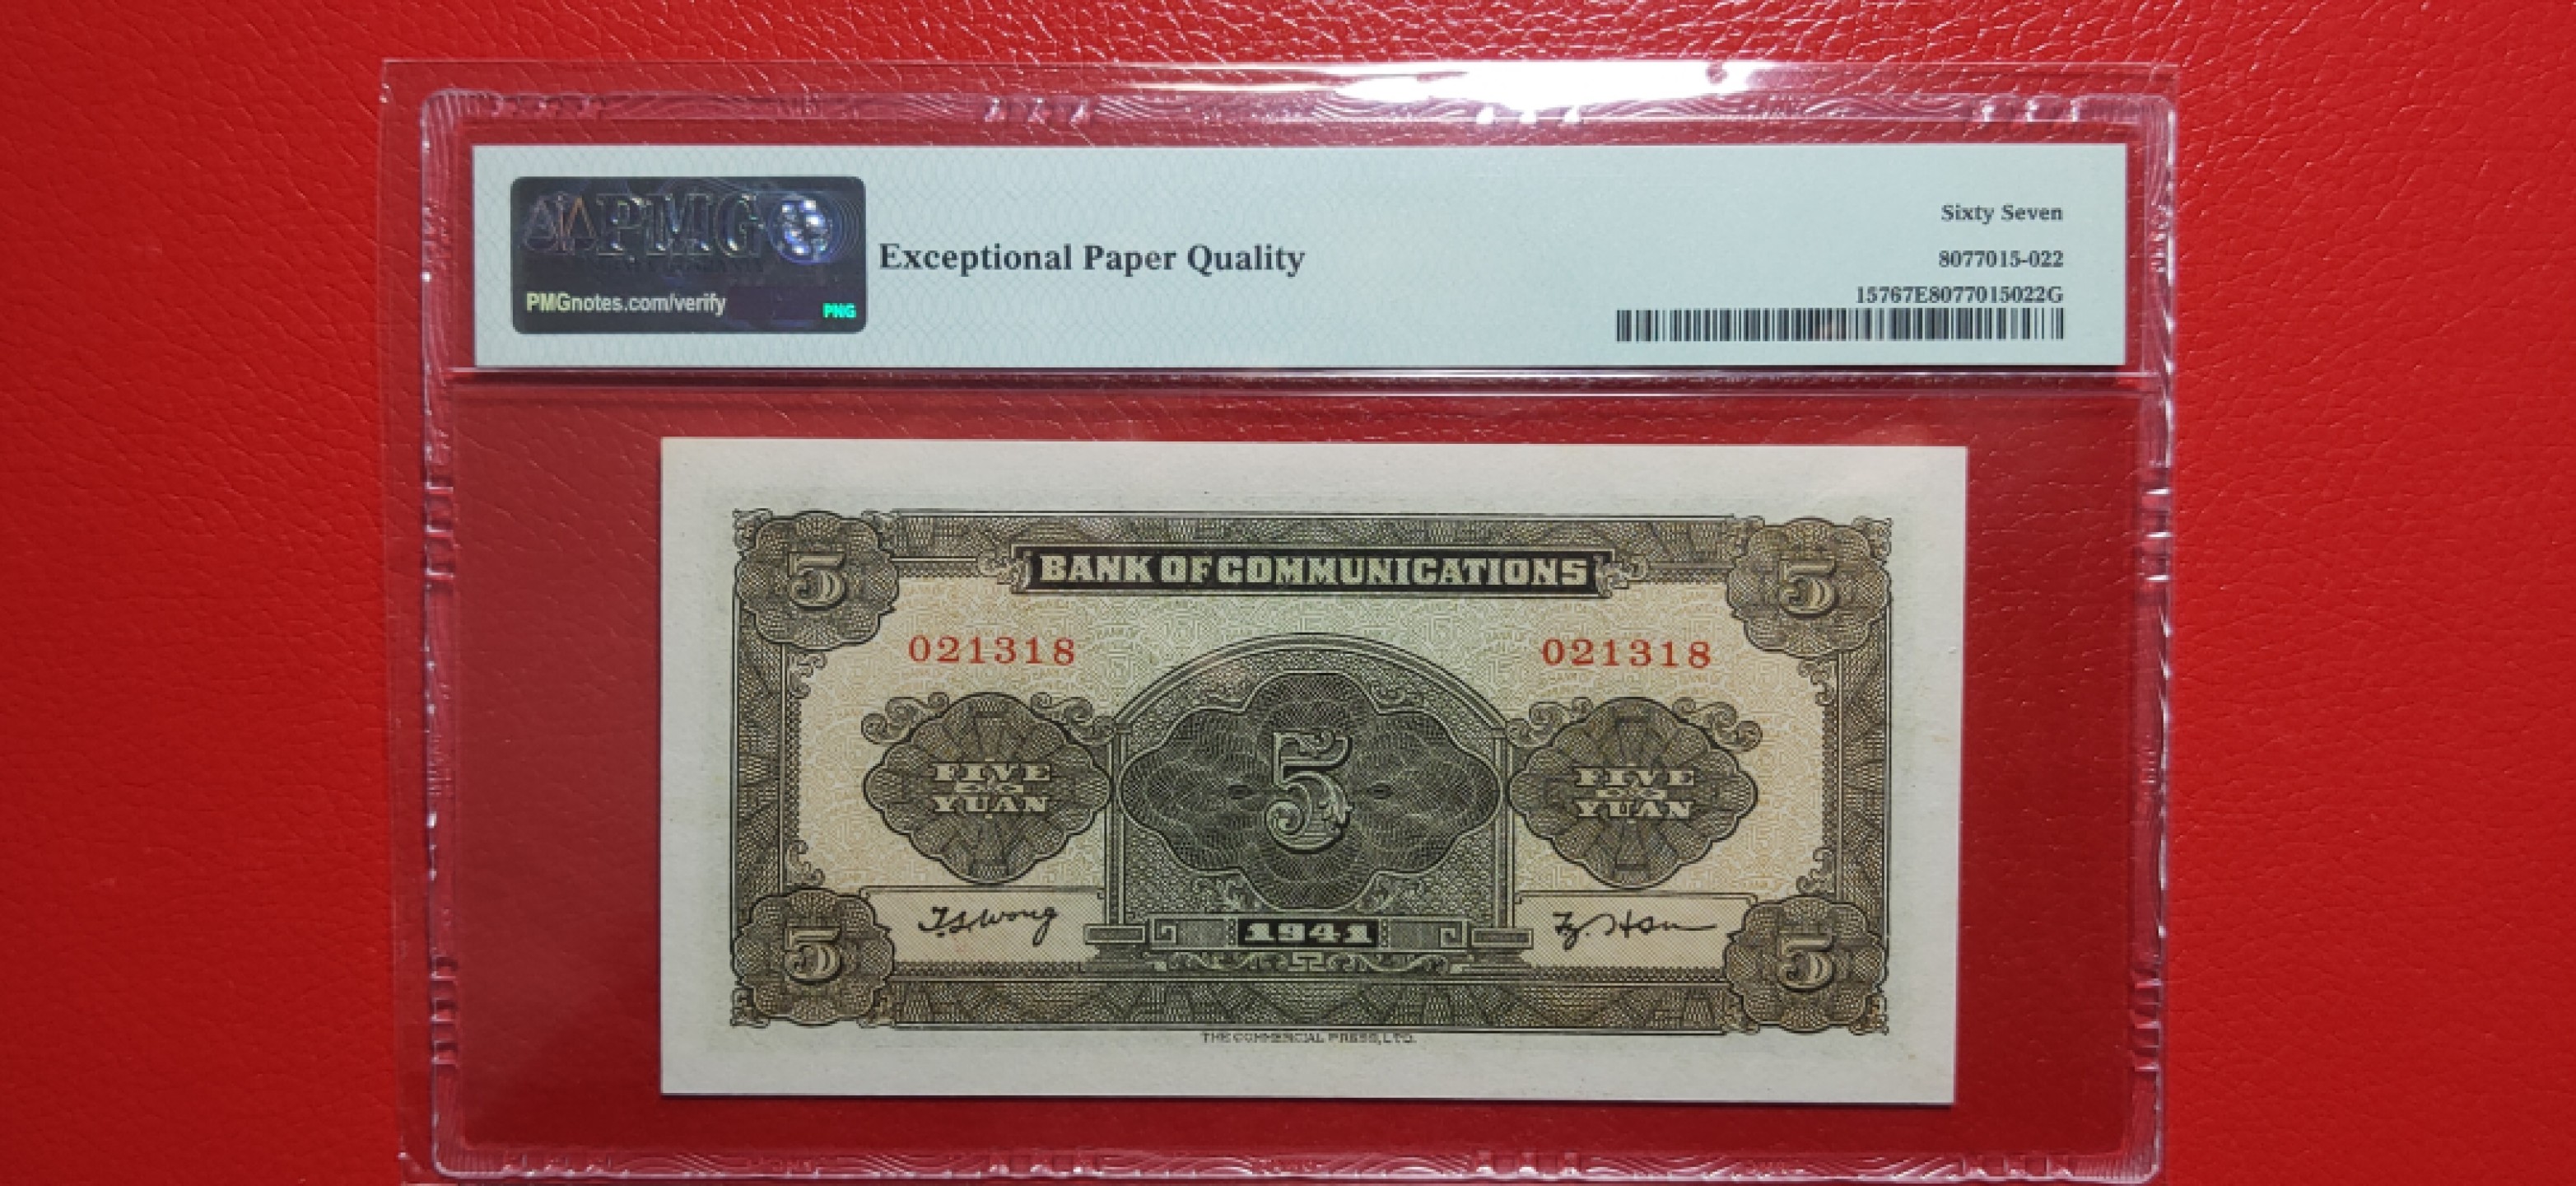 PMG
PMGnotes.com/verify
PNG
Exceptional Paper Quality
Sixty Seven
8077015-022
15767E8077015022G
5
BANK OF COMMUNICATIONS
5
021318
021318
FIVE
YUAN
5
FIVE
YUAN
T.S.Wong
1941
5
5
THE COMMERCIAL PRESS, LTD.